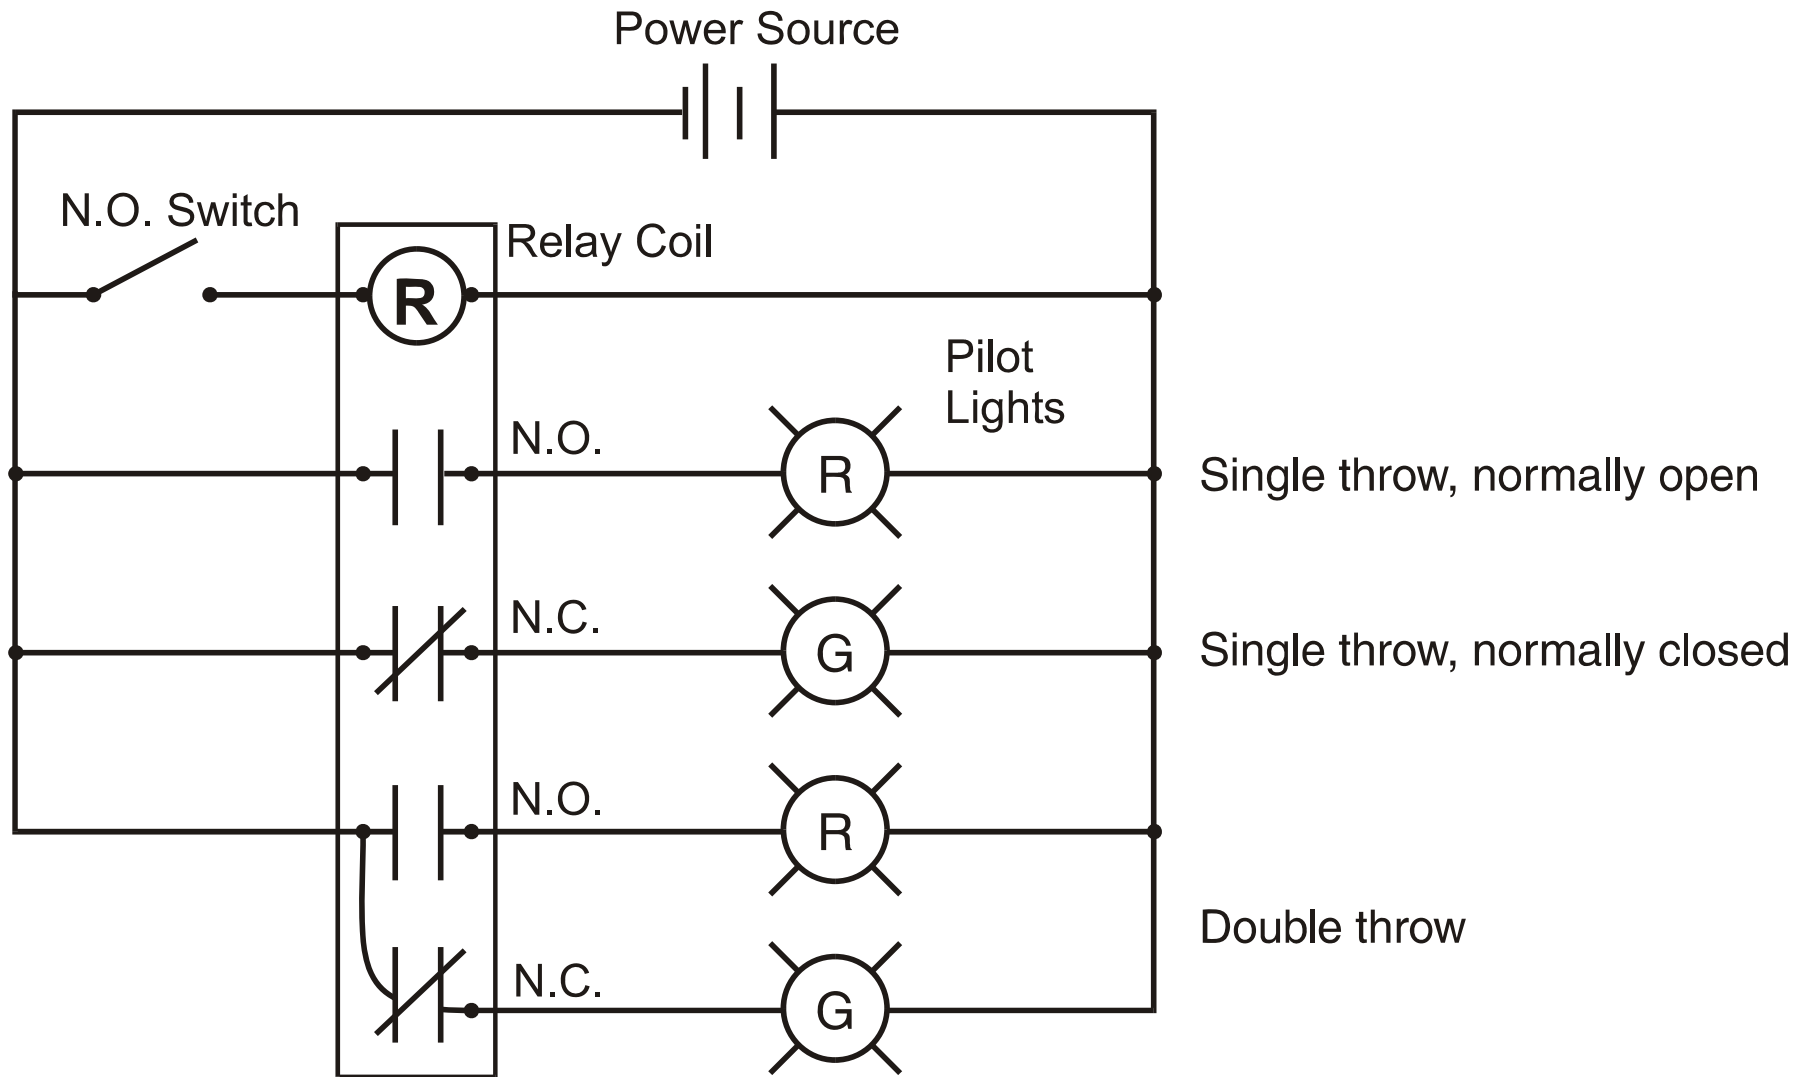 Power Source
N.O. Switch
Relay Coil
R
Pilot
Lights
N.O.
R
Single throw, normally open
N.C.
G
Single throw, normally closed
N.O.
R
Double throw
N.C.
G